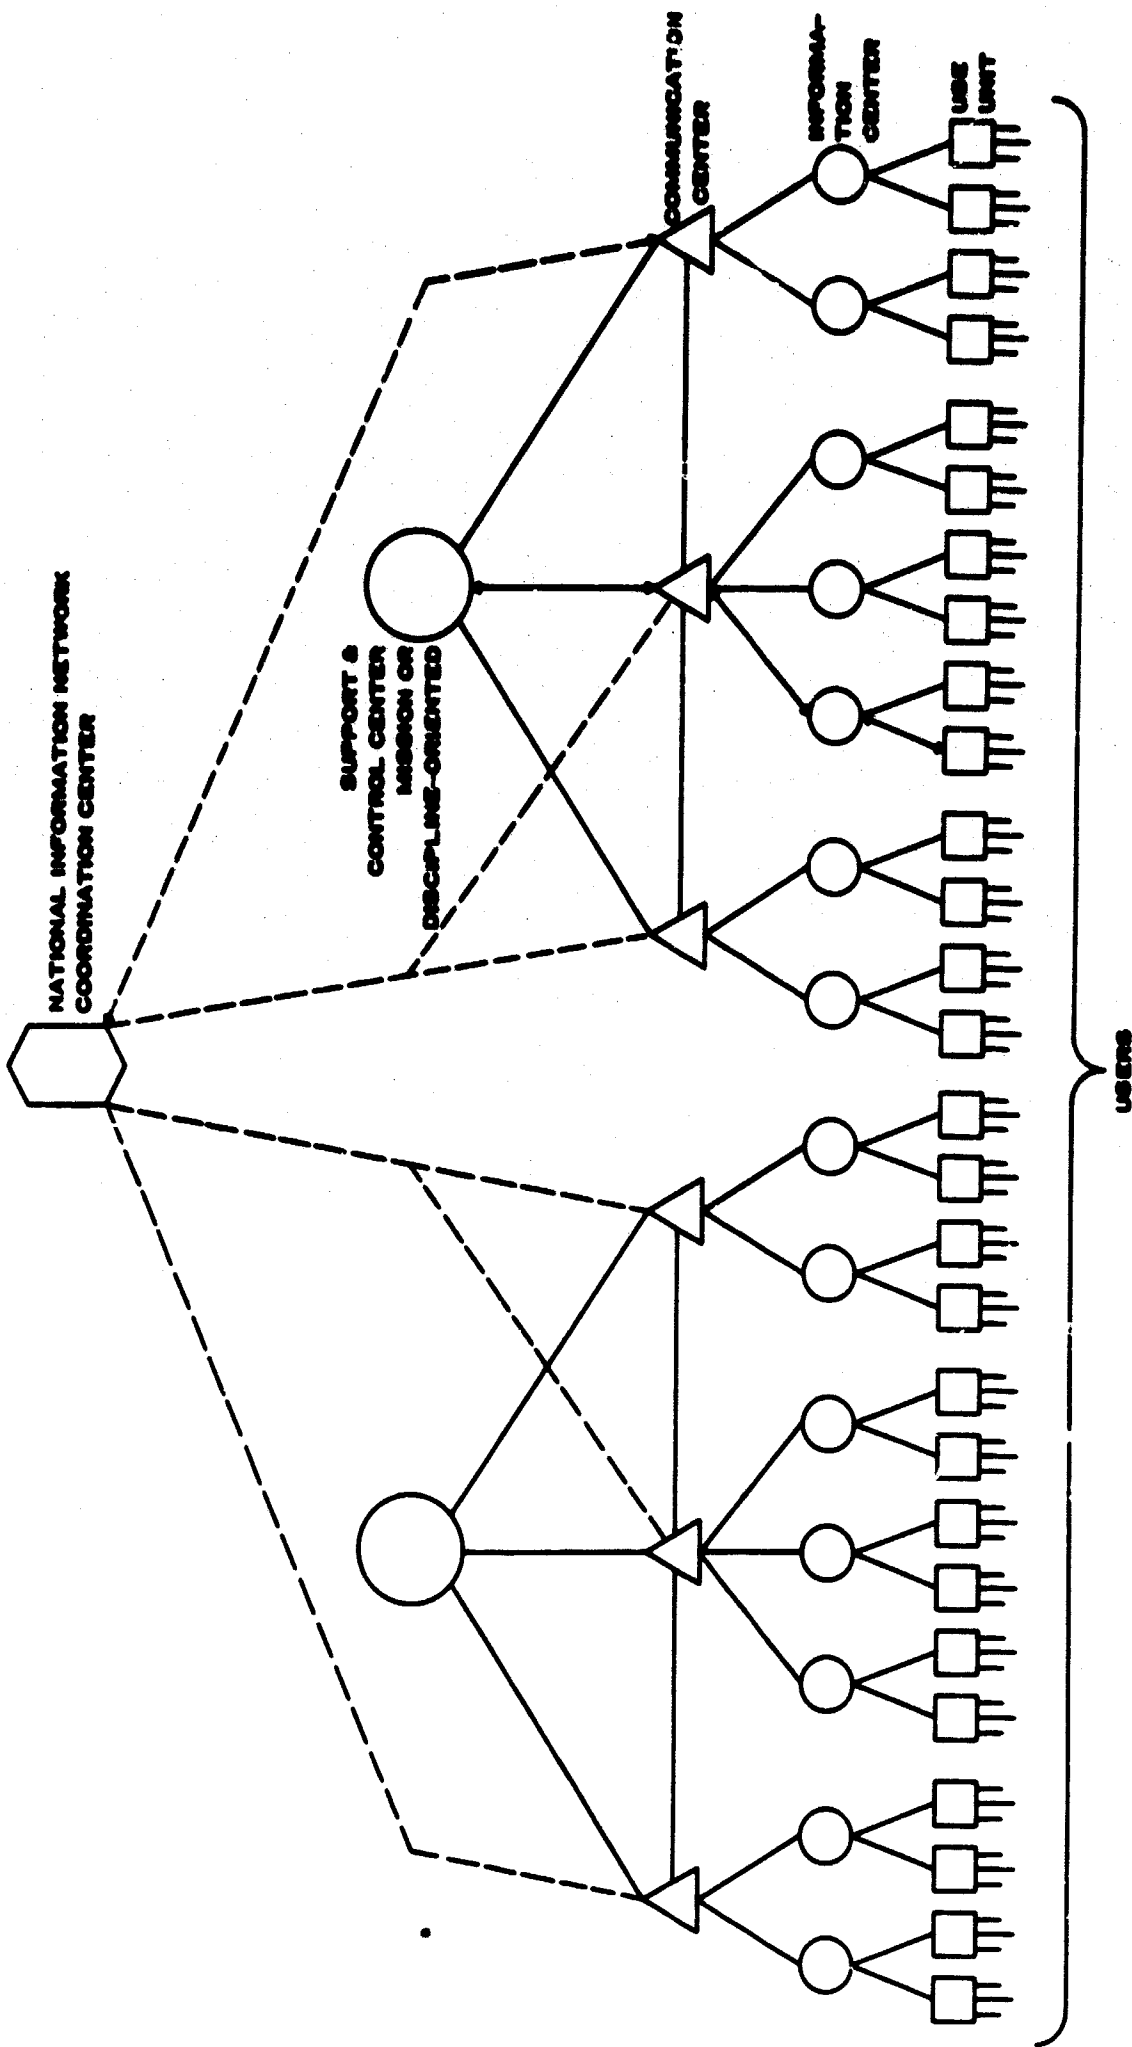 NATIONAL INFORMATION NETWORK
COORDINATION CENTER
SUPPORT &
CONTROL CENTER
MISSION OR
DISCIPLINE-ORIENTED
COMMUNICATION
CENTER
INFORMA-
TION
CENTER
USE
UNIT
USERS